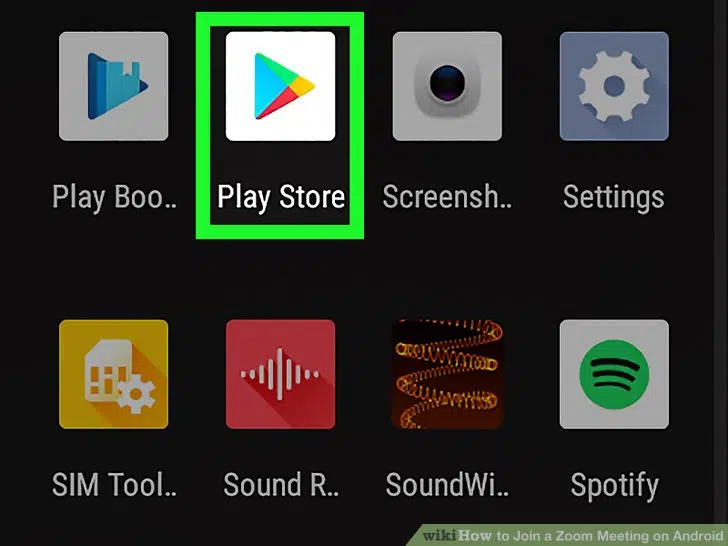 Play Boo..
Play Store
Screensh..
Settings
SIM Tool..
Sound R..
SoundWi..
Spotify
wikiHow to Join a Zoom Meeting on Android